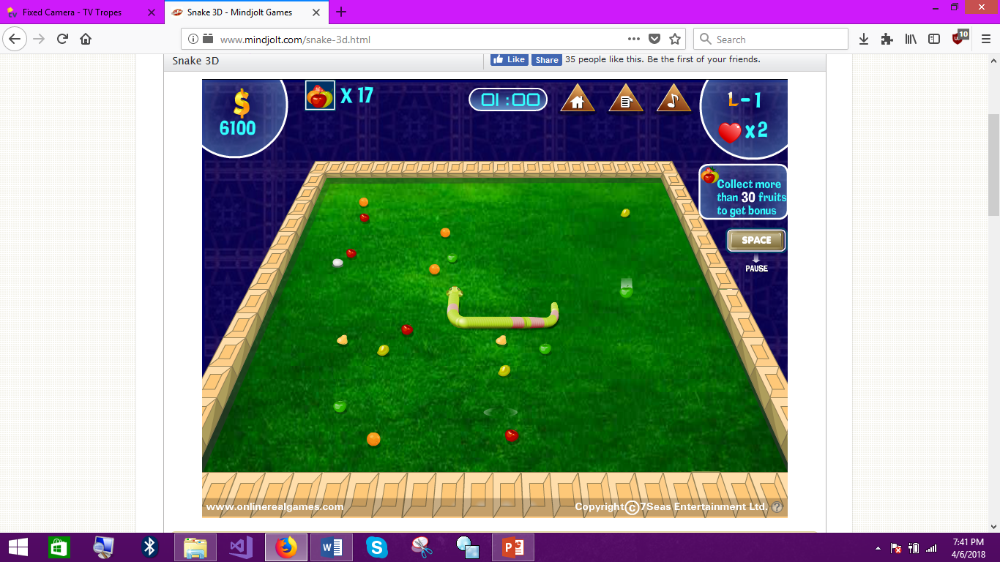 Fixed Camera - TV Tropes
Snake 3D - Mindjolt Games
www.mindjolt.com/snake-3d.html
Search
10
Snake 3D
Like
Share
35 people like this. Be the first of your friends.
$
6100
X 17
01:00
L-1
x2
Collect more
than 30 fruits
to get bonus
SPACE
PAUSE
www.onlinerealgames.com
Copyright©7Seas Entertainment Ltd.
?
7:41 PM
4/6/2018